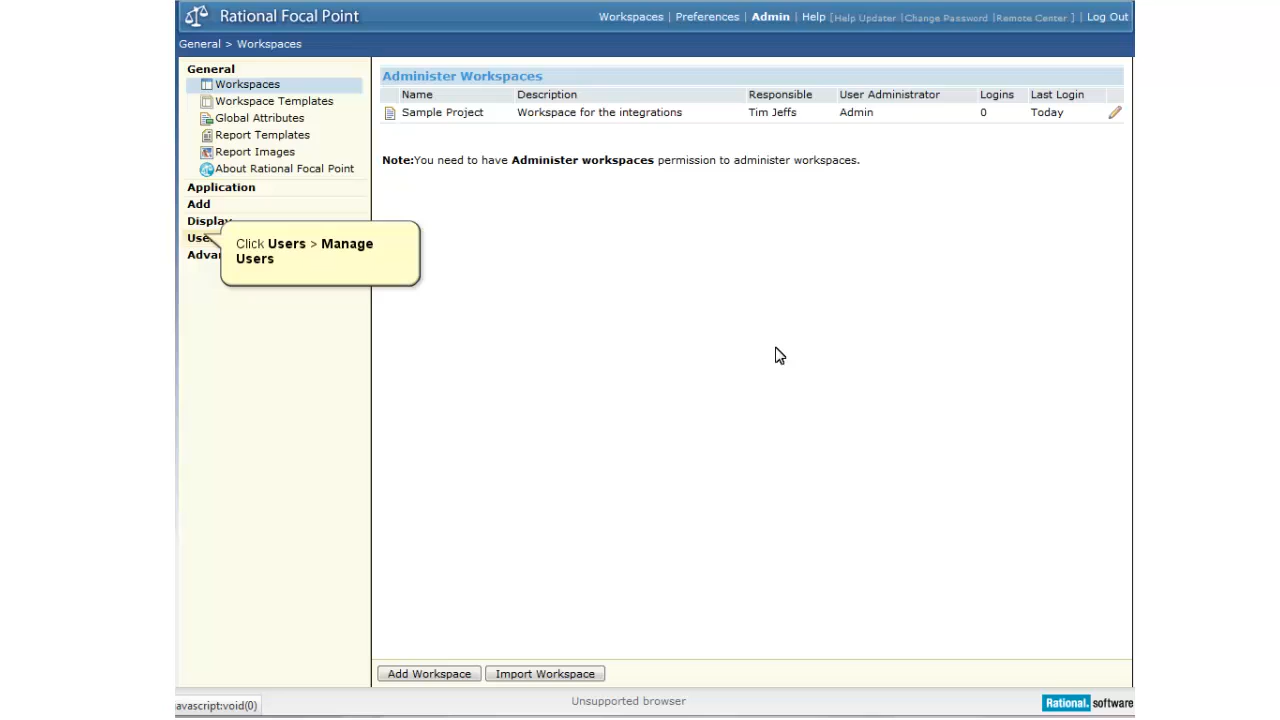 Rational Focal Point
Workspaces | Preferences | Admin | Help [Help Updater |Change Password |Remote Center ] | Log Out
General > Workspaces
General
Workspaces
Workspace Templates
Global Attributes
Report Templates
Report Images
About Rational Focal Point
Application
Add
Display
Use
Adva
Click Users > Manage
Users
Administer Workspaces
Name Description Responsible User Administrator Logins Last Login
Sample Project Workspace for the integrations Tim Jeffs Admin 0 Today
Note:You need to have Administer workspaces permission to administer workspaces.
Add Workspace Import Workspace
avascript:void(0)
Unsupported browser
Rational. software